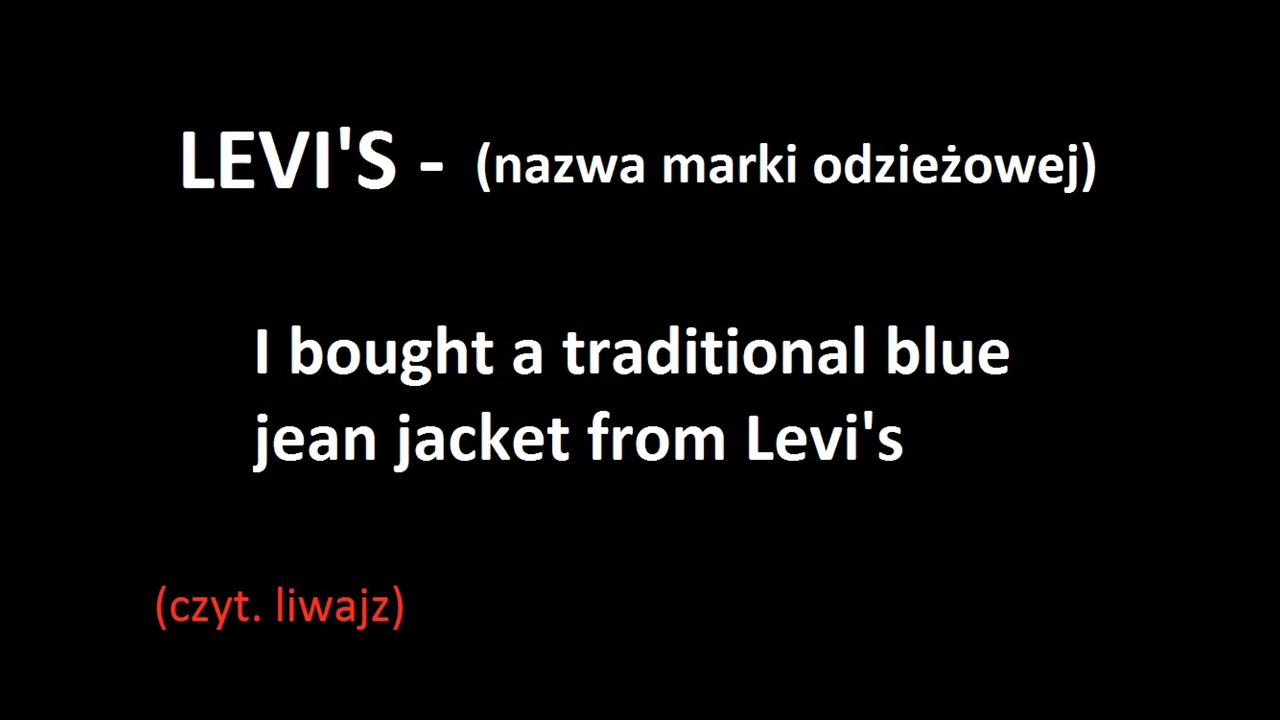 LEVI'S - (nazwa marki odzieżowej)
I bought a traditional blue
jean jacket from Levi's
(czyt. liwajz)